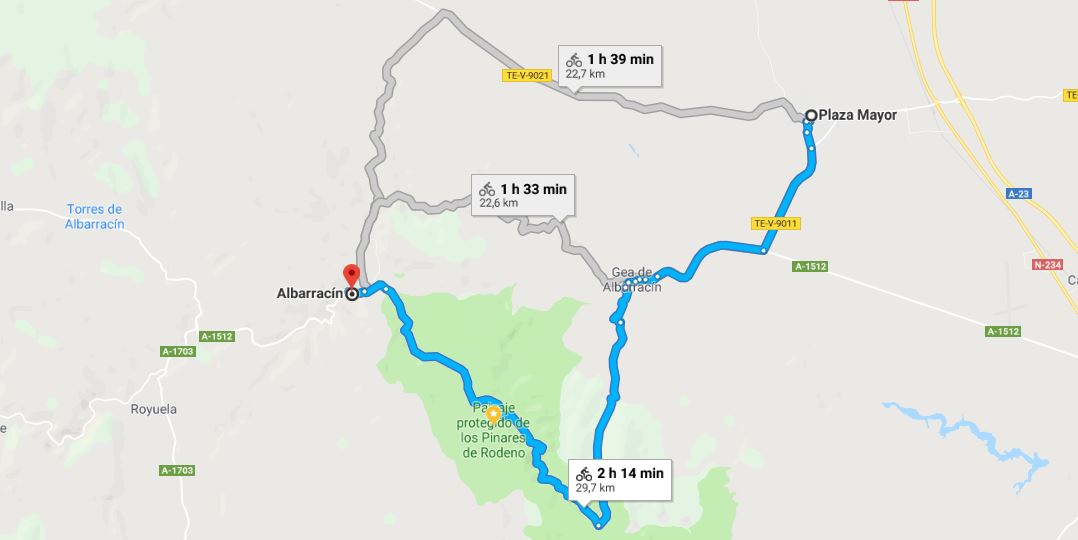 1 h 39 min
22,7 km
TE-V-9021
TE
Plaza Mayor
1 h 33 min
22,6 km
A-23
lla
Torres de
Albarracín
TE-V-9011
A-1512
N-234
Gea de
Albarracín
Ca
Albarracín
A-1512
A-1512
A-1703
Royuela
e
Paisaje
protegido de
los Pinares
de Rodeno
A-1703
2 h 14 min
29,7 km